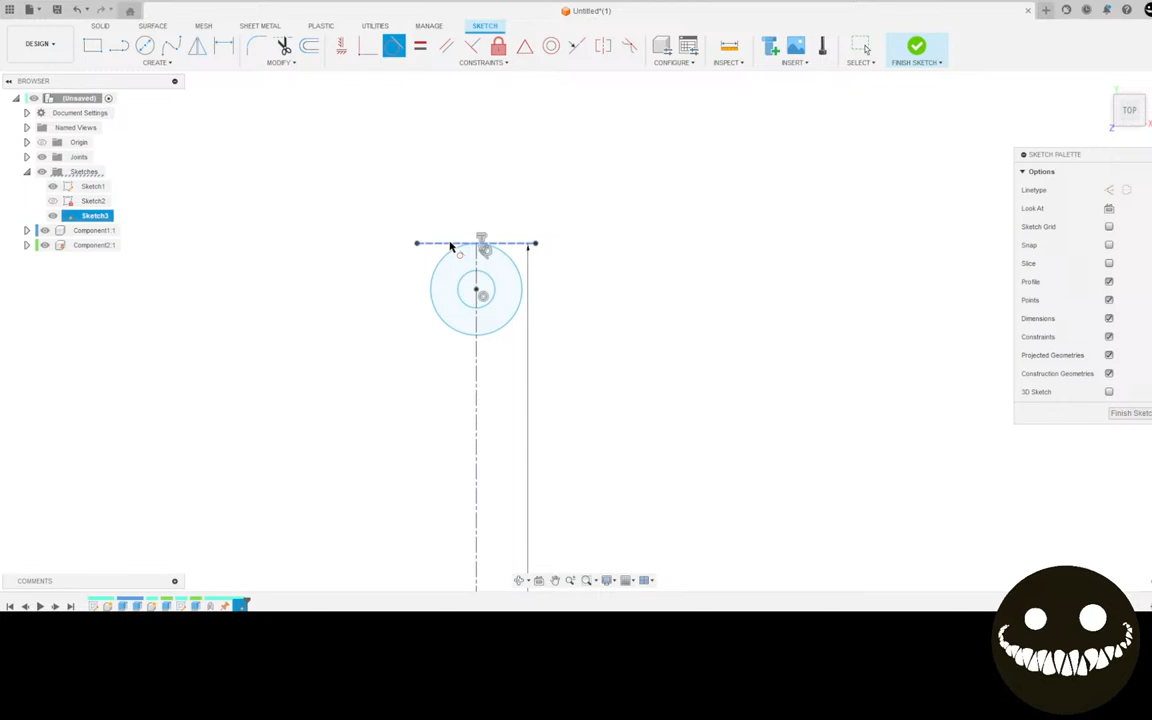 Untitled*(1)
SOLID SURFACE MESH SHEET METAL PLASTIC UTILITIES MANAGE SKETCH
DESIGN
CREATE MODIFY CONSTRAINTS CONFIGURE INSPECT INSERT SELECT FINISH SKETCH
BROWSER
(Unsaved)
Document Settings
Named Views
Origin
Joints
Sketches
Sketch1
Sketch2
Sketch3
Component1:1
Component2:1
Y
TOP
X
Z
SKETCH PALETTE
Options
Linetype
Look At
Sketch Grid
Snap
Slice
Profile
Points
Dimensions
Constraints
Projected Geometries
Construction Geometries
3D Sketch
Finish Sketc
COMMENTS